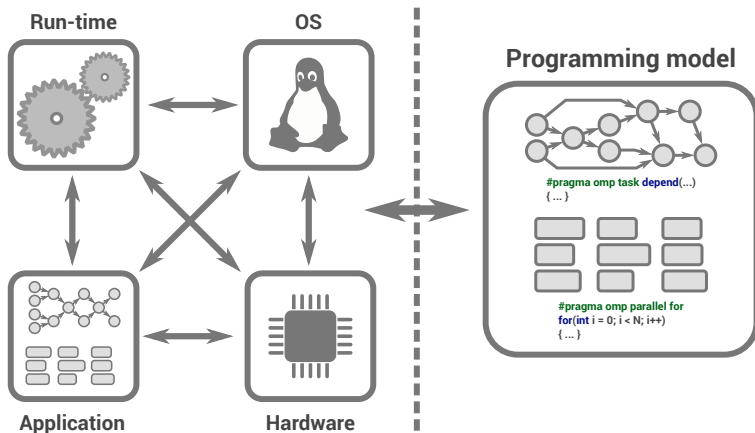 Run-time
OS
Application
Hardware
Programming model
#pragma omp task depend(...)
{ ... }
#pragma omp parallel for
for(int i = 0; i < N; i++)
{ ... }